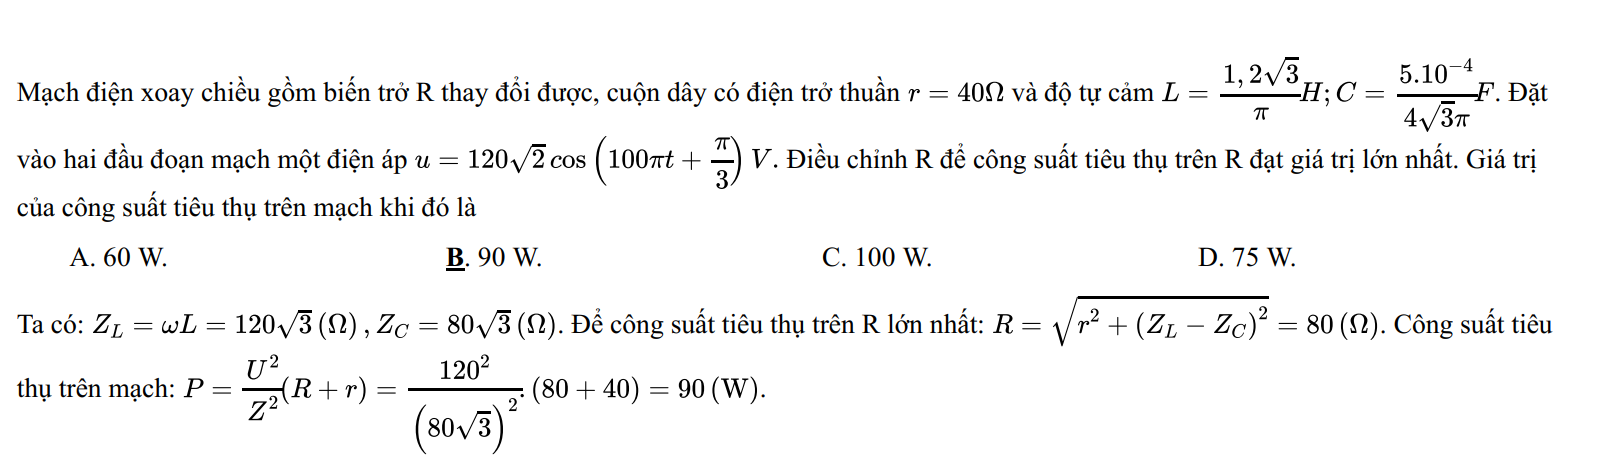 Mạch điện xoay chiều gồm biến trở R thay đổi được, cuộn dây có điện trở thuần $r = 40\Omega$ và độ tự cảm $L = \dfrac{1,2\sqrt{3}}{\pi}H; C = \dfrac{5.10^{-4}}{4\sqrt{3}\pi}F$. Đặt
vào hai đầu đoạn mạch một điện áp $u = 120\sqrt{2}\cos\left(100\pi t + \dfrac{\pi}{3}\right) V$. Điều chỉnh R để công suất tiêu thụ trên R đạt giá trị lớn nhất. Giá trị
của công suất tiêu thụ trên mạch khi đó là
A. 60 W. B. 90 W. C. 100 W. D. 75 W.
Ta có: $Z_L = \omega L = 120\sqrt{3}\,(\Omega), Z_C = 80\sqrt{3}\,(\Omega)$. Để công suất tiêu thụ trên R lớn nhất: $R = \sqrt{r^2 + (Z_L - Z_C)^2} = 80\,(\Omega)$. Công suất tiêu
thụ trên mạch: $P = \dfrac{U^2}{Z^2}(R + r) = \dfrac{120^2}{\left(80\sqrt{3}\right)^2}.(80 + 40) = 90\,(\mathrm{W})$.